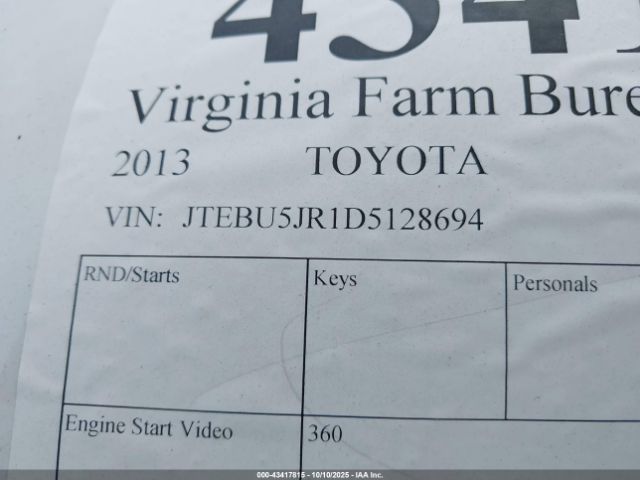 Virginia Farm
2013 TOYOTA
VIN: JTEBU5JR1D5128694
RND/Starts Keys Personals
Engine Start Video 360
000-43417815 - 10/10/2025 - IAA Inc.